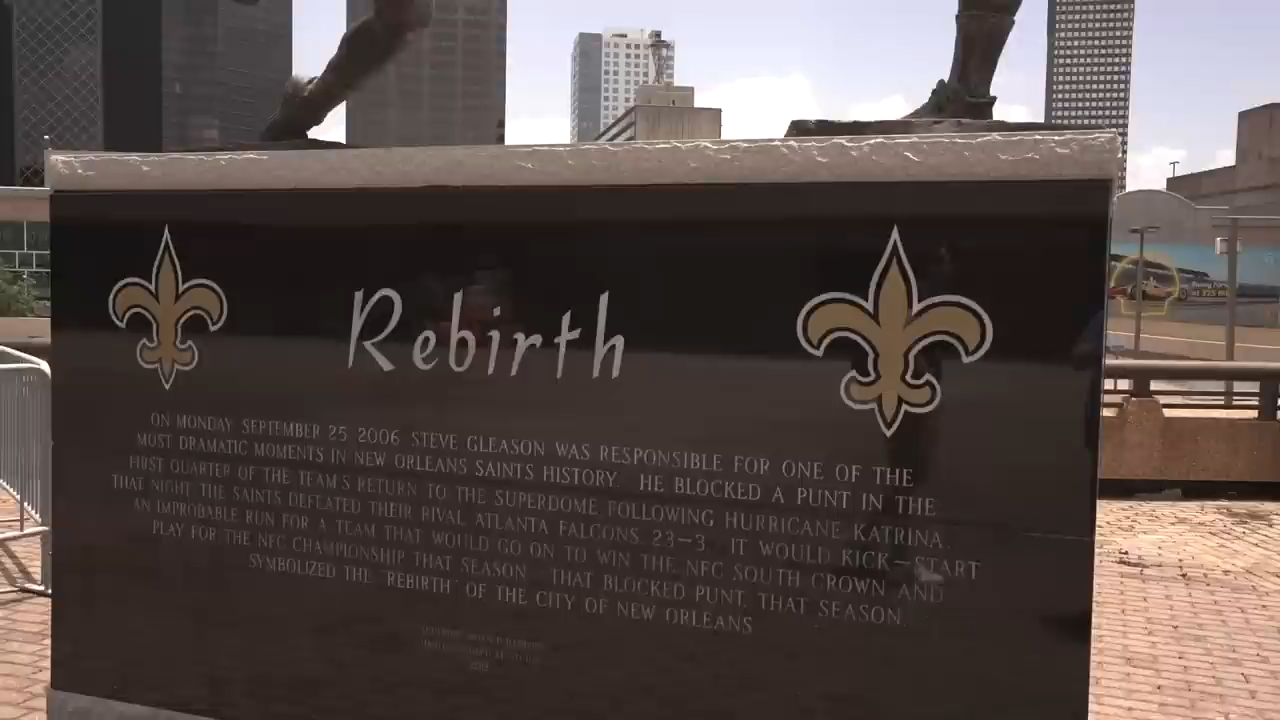 Rebirth
ON MONDAY SEPTEMBER 25 2006 STEVE GLEASON WAS RESPONSIBLE FOR ONE OF THE
MOST DRAMATIC MOMENTS IN NEW ORLEANS SAINTS HISTORY. HE BLOCKED A PUNT IN THE
FIRST QUARTER OF THE TEAM'S RETURN TO THE SUPERDOME FOLLOWING HURRICANE KATRINA.
THAT NIGHT THE SAINTS DEFEATED THEIR RIVAL ATLANTA FALCONS 23-3. IT WOULD KICK-START
AN IMPROBABLE RUN FOR A TEAM THAT WOULD GO ON TO WIN THE NFC SOUTH CROWN AND
PLAY FOR THE NFC CHAMPIONSHIP THAT SEASON. THAT BLOCKED PUNT, THAT SEASON,
SYMBOLIZED THE "REBIRTH" OF THE CITY OF NEW ORLEANS